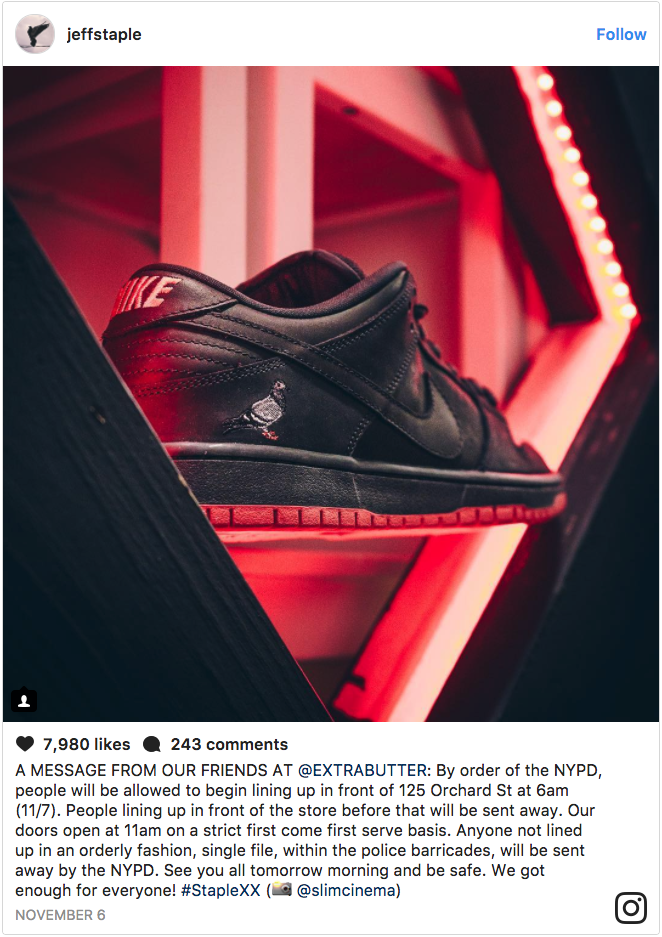 jeffstaple
Follow
NIKE
7,980 likes 243 comments
A MESSAGE FROM OUR FRIENDS AT @EXTRABUTTER: By order of the NYPD,
people will be allowed to begin lining up in front of 125 Orchard St at 6am
(11/7). People lining up in front of the store before that will be sent away. Our
doors open at 11am on a strict first come first serve basis. Anyone not lined
up in an orderly fashion, single file, within the police barricades, will be sent
away by the NYPD. See you all tomorrow morning and be safe. We got
enough for everyone! #StapleXX (📸 @slimcinema)
NOVEMBER 6